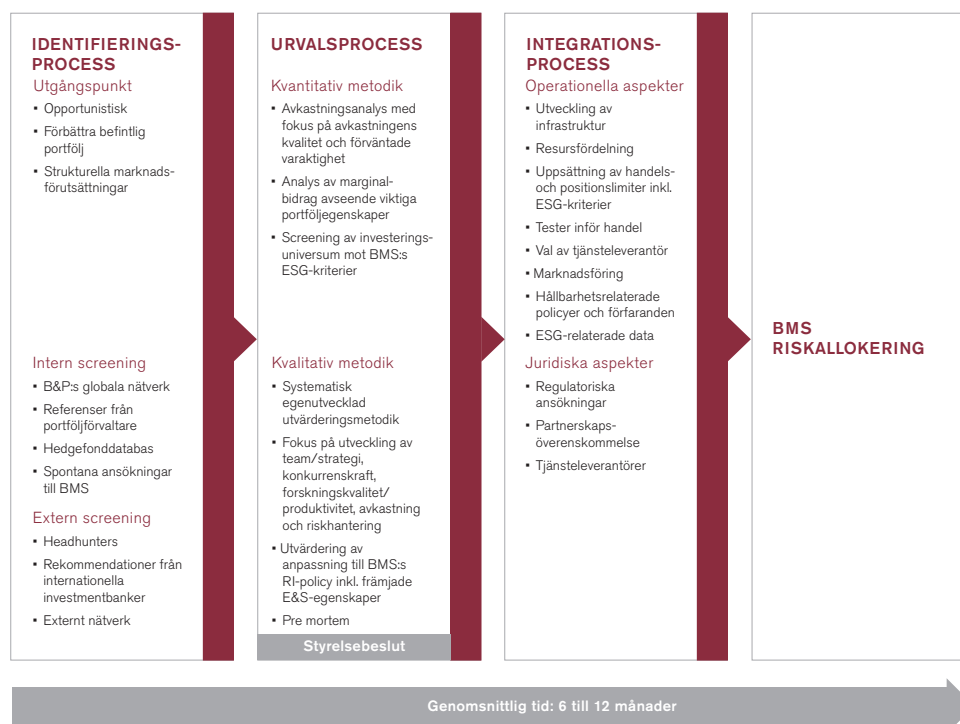 IDENTIFIERINGS-
PROCESS
Utgångspunkt
▪ Opportunistisk
▪ Förbättra befintlig
portfölj
▪ Strukturella marknads-
förutsättningar
Intern screening
▪ B&P:s globala nätverk
▪ Referenser från
portföljförvaltare
▪ Hedgefonddatabas
▪ Spontana ansökningar
till BMS
Extern screening
▪ Headhunters
▪ Rekommendationer från
internationella
investmentbanker
▪ Externt nätverk
URVALSPROCESS
Kvantitativ metodik
▪ Avkastningsanalys med
fokus på avkastningens
kvalitet och förväntade
varaktighet
▪ Analys av marginal-
bidrag avseende viktiga
portföljegenskaper
▪ Screening av investerings-
universum mot BMS:s
ESG-kriterier
Kvalitativ metodik
▪ Systematisk
egenutvecklad
utvärderingsmetodik
▪ Fokus på utveckling av
team/strategi,
konkurrenskraft,
forskningskvalitet/
produktivitet, avkastning
och riskhantering
▪ Utvärdering av
anpassning till BMS:s
RI-policy inkl. främjade
E&S-egenskaper
▪ Pre mortem
Styrelsebeslut
INTEGRATIONS-
PROCESS
Operationella aspekter
▪ Utveckling av
infrastruktur
▪ Resursfördelning
▪ Uppsättning av handels-
och positionslimiter inkl.
ESG-kriterier
▪ Tester inför handel
▪ Val av tjänsteleverantör
▪ Marknadsföring
▪ Hållbarhetsrelaterade
policyer och förfaranden
▪ ESG-relaterade data
Juridiska aspekter
▪ Regulatoriska
ansökningar
▪ Partnerskaps-
överenskommelse
▪ Tjänsteleverantörer
BMS
RISKALLOKERING
Genomsnittlig tid: 6 till 12 månader